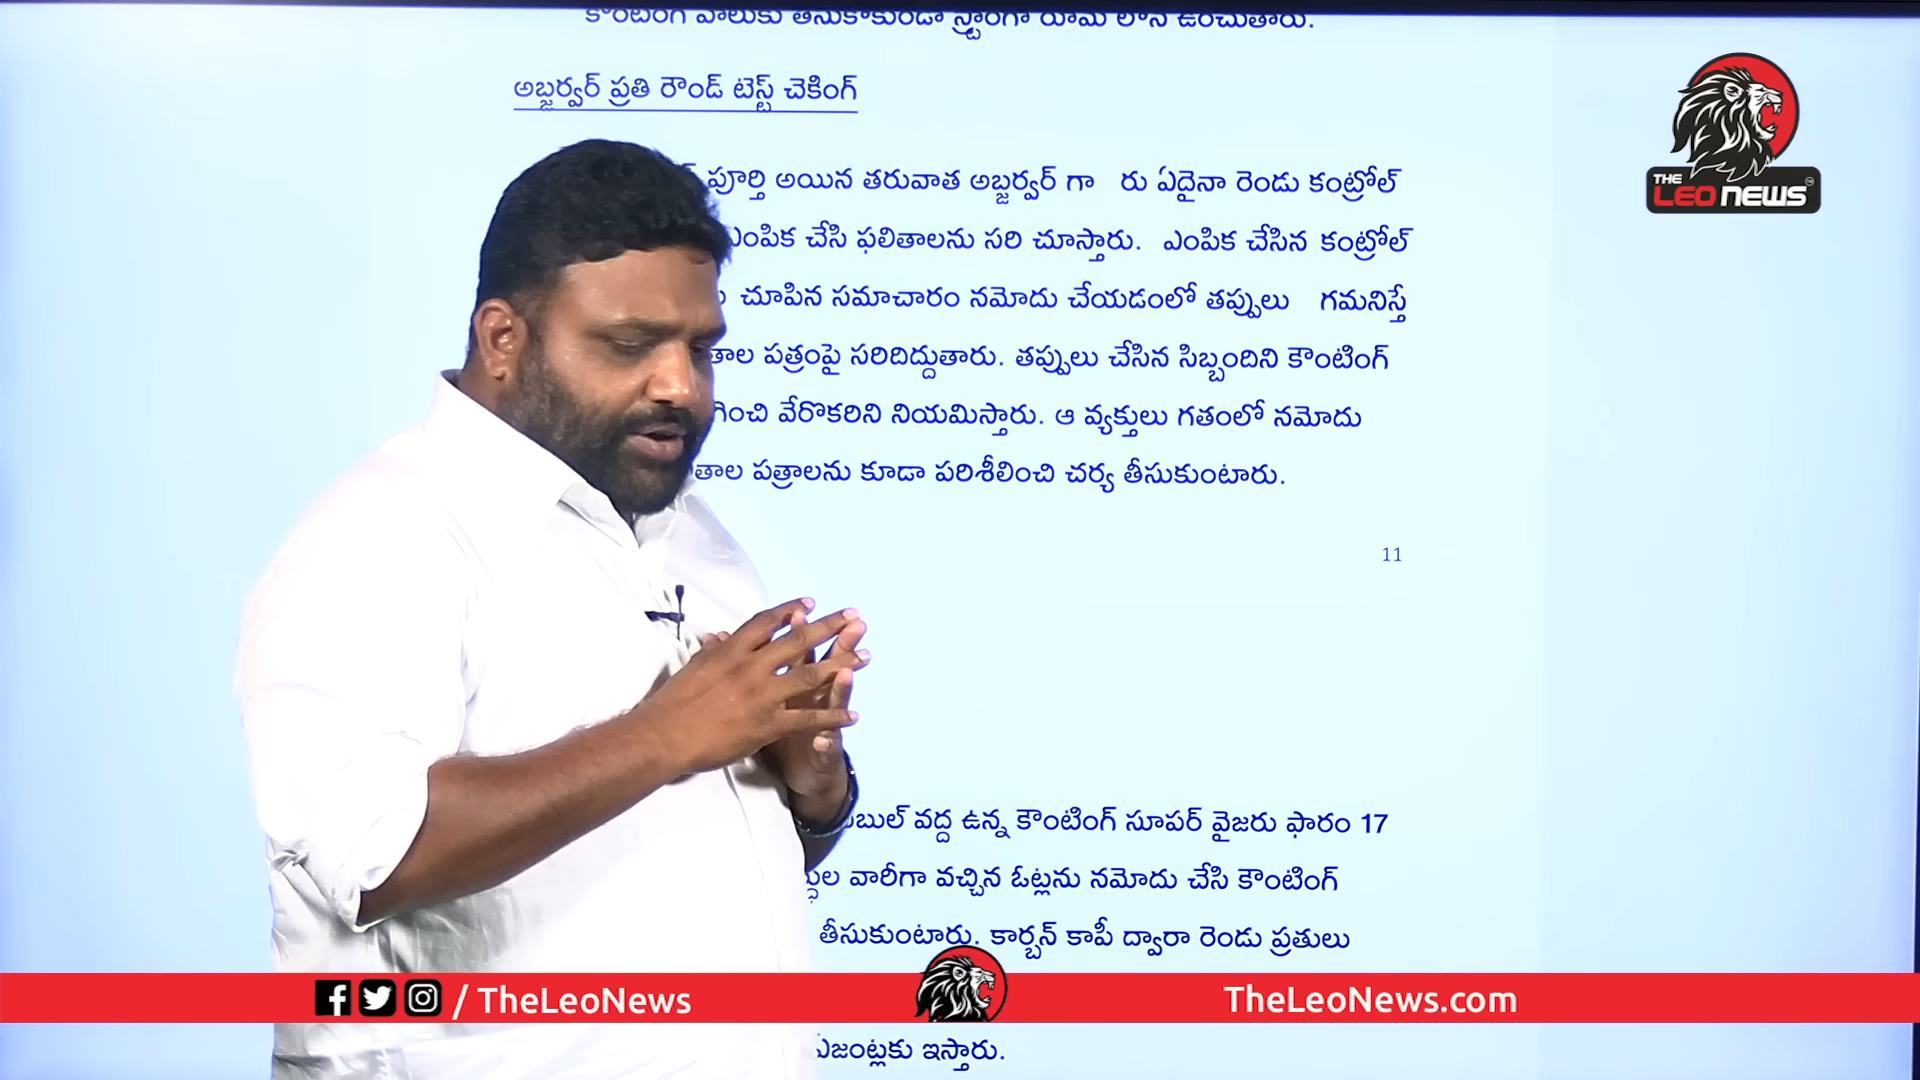 కౌంటింగ్ హాలుకు తీసుకొకుండా స్ట్రాంగ్ రూమ్ లోనే ఉంచుతారు.
అబ్జర్వర్ ప్రతి రౌండ్ టెస్ట్ చెకింగ్
పూర్తి అయిన తరువాత అబ్జర్వర్ గా రు ఏదైనా రెండు కంట్రోల్
ఎంపిక చేసి ఫలితాలను సరి చూస్తారు. ఎంపిక చేసిన కంట్రోల్
చూపిన సమాచారం నమోదు చేయడంలో తప్పులు గమనిస్తే
పత్రంపై సరిదిద్దుతారు. తప్పులు చేసిన సిబ్బందిని కౌంటింగ్
వేరొకరిని నియమిస్తారు. ఆ వ్యక్తులు గతంలో నమోదు
పత్రాలను కూడా పరిశీలించి చర్య తీసుకుంటారు.
11
వద్ద ఉన్న కౌంటింగ్ సూపర్ వైజరు ఫారం 17
వారీగా వచ్చిన ఓట్లను నమోదు చేసి కౌంటింగ్
తీసుకుంటారు. కార్బన్ కాపీ ద్వారా రెండు ప్రతులు
ఏజంట్లకు ఇస్తారు.
THE
LEO NEWS
/ TheLeoNews
TheLeoNews.com